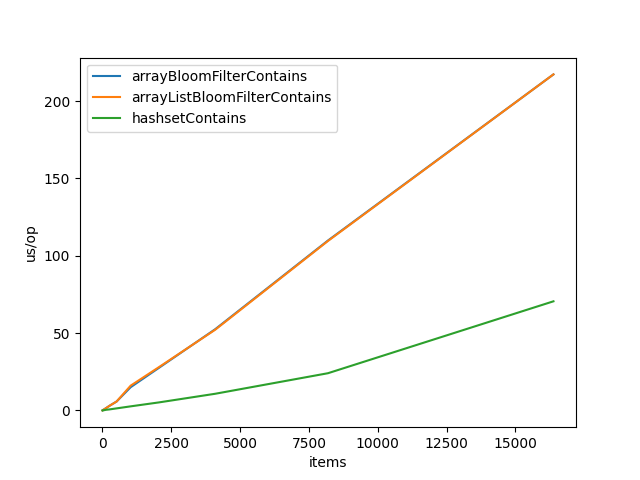 arrayBloomFilterContains
arrayListBloomFilterContains
hashsetContains
200
150
100
50
0
us/op
0 2500 5000 7500 10000 12500 15000
items